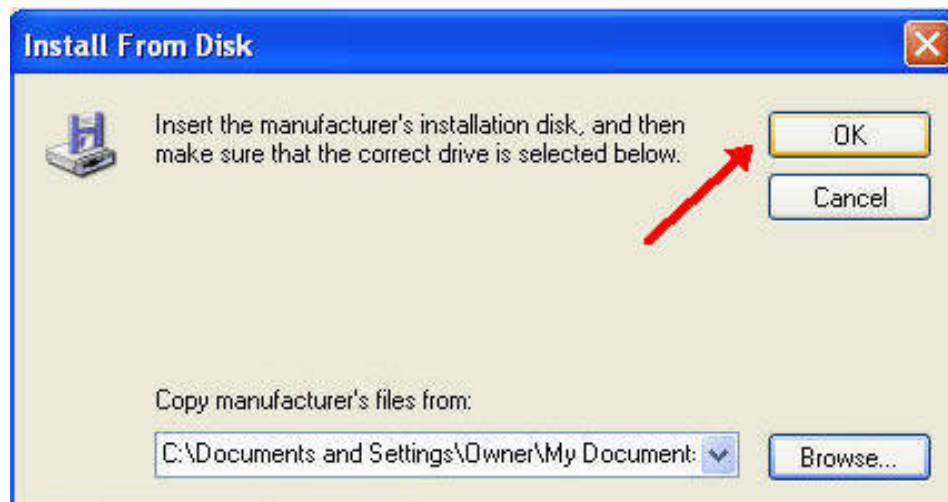 Install From Disk
Insert the manufacturer's installation disk, and then
make sure that the correct drive is selected below.
OK
Cancel
Copy manufacturer's files from:
C:\Documents and Settings\Owner\My Document
Browse...